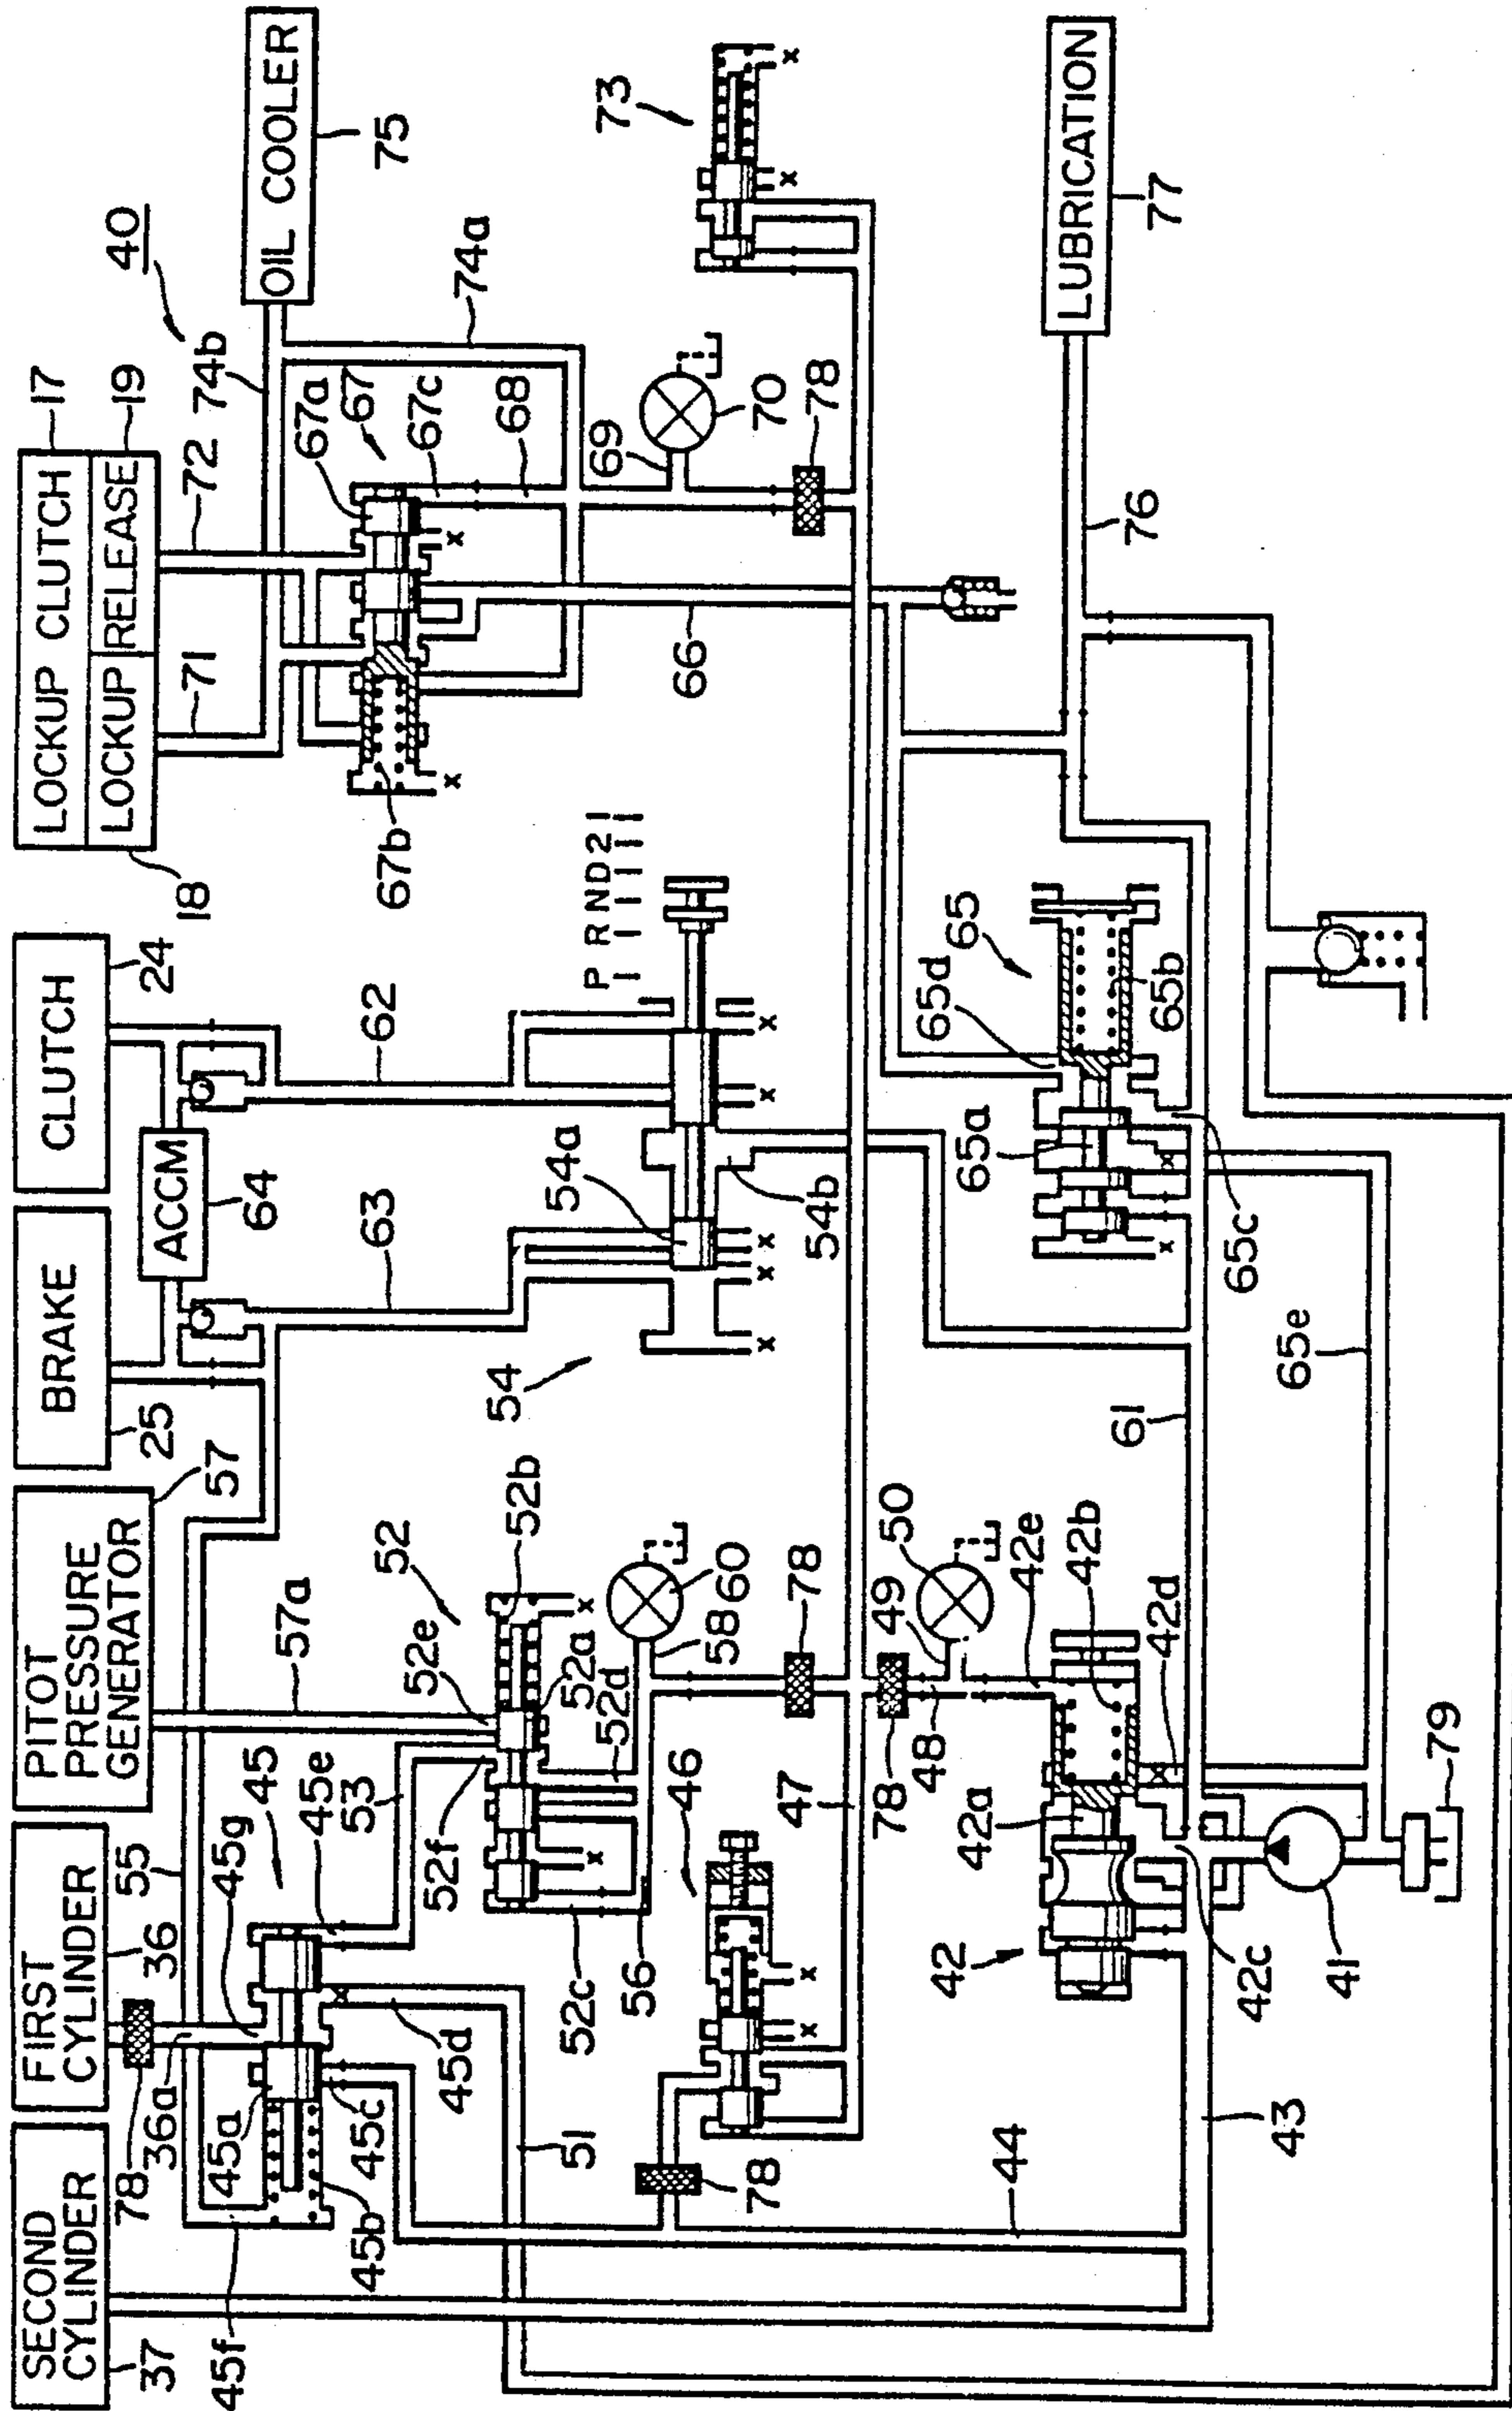 SECOND
CYLINDER
37
FIRST
CYLINDER
36
PITOT
PRESSURE
GENERATOR
57
BRAKE
25
CLUTCH
24
ACCM
64
LOCKUP CLUTCH
17
LOCKUP
RELEASE
18
19
OIL COOLER
75
40
74b
74a
71
72
67a
67
67c
67b
68
69
70
78
66
73
LUBRICATION
77
76
P R N D 2 1
62
63
54a
54b
54
55
57a
45f
78
36a
45g
45
45e
45a
45b
45c
45d
53
51
52f
52e
52
52b
52a
52d
52c
56
58
60
78
46
47
78
78
48
49
50
42e
42b
42d
42a
42
42c
41
79
43
44
61
65
65a
65b
65c
65d
65e